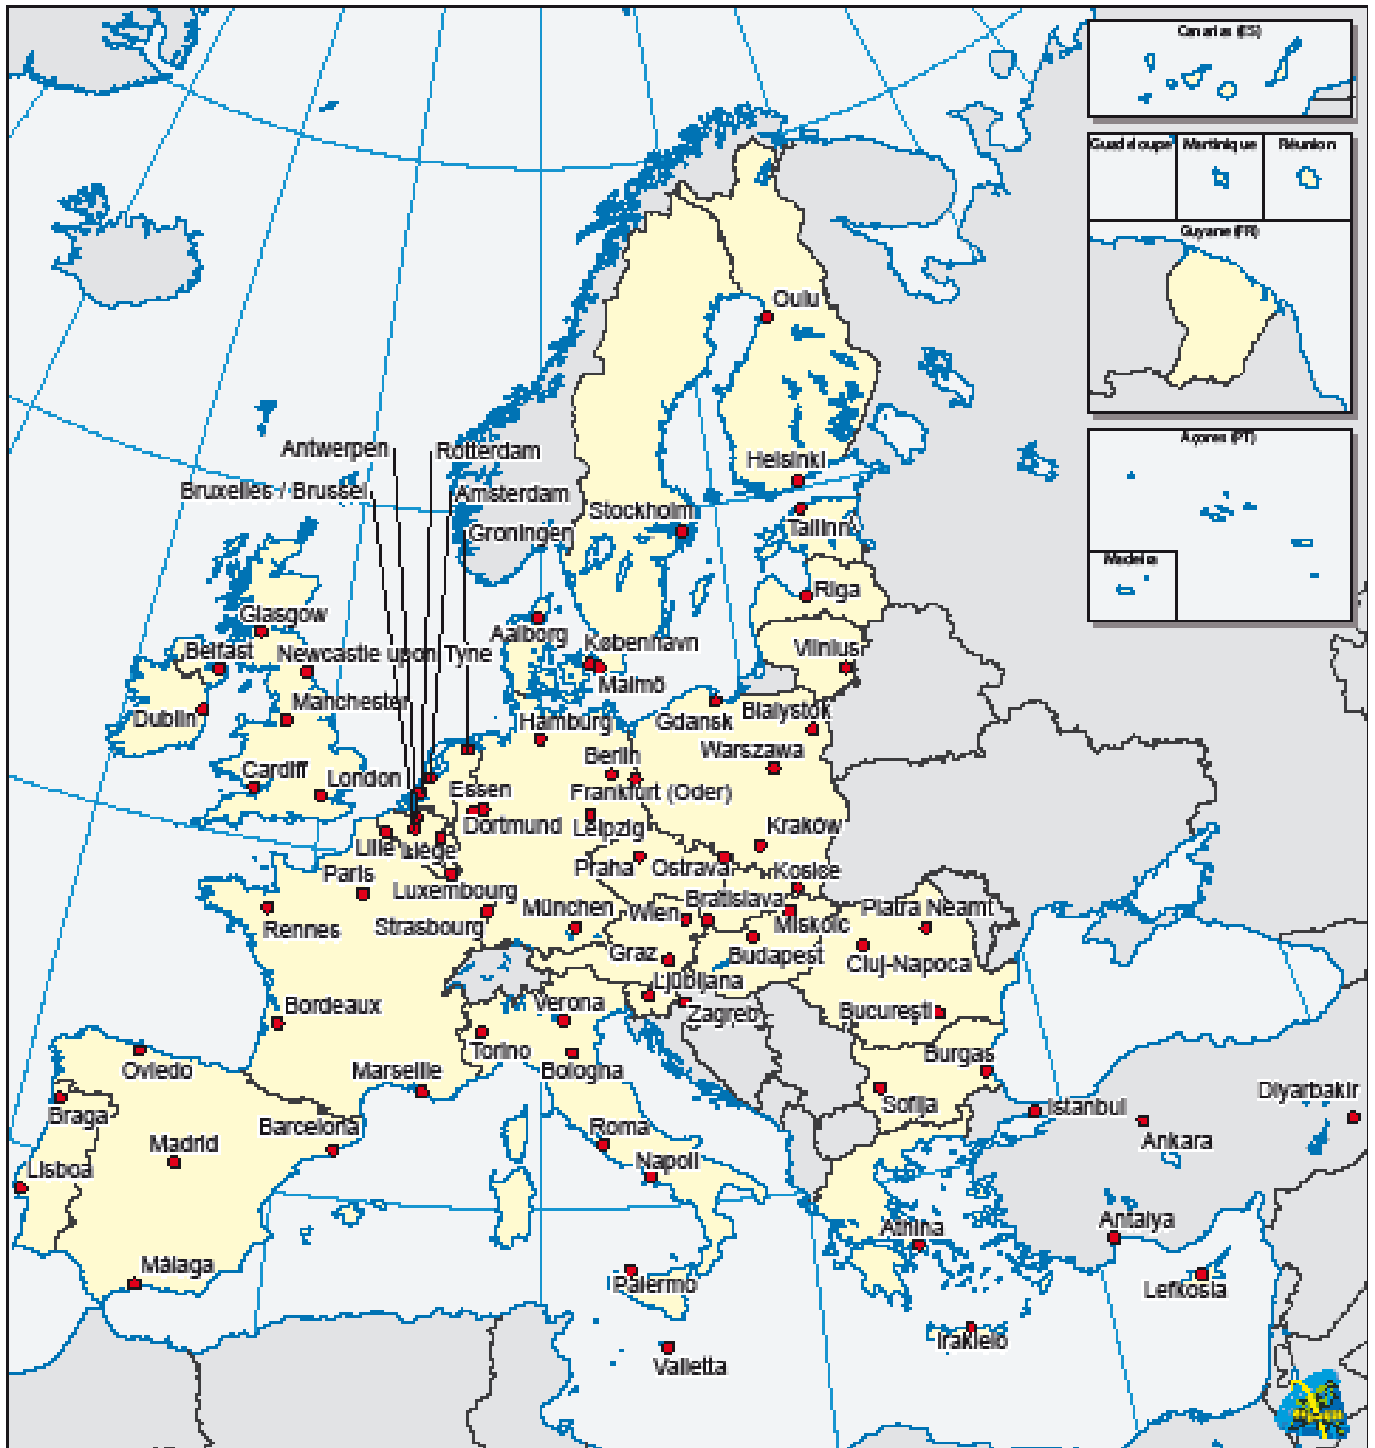 Canarias (ES)
Guadeloupe
Martinique
Réunion
Guyane (FR)
Açores (PT)
Madeira
Oulu
Antwerpen
Rotterdam
Helsinki
Bruxelles / Brussel
Amsterdam
Stockholm
Tallinn
Groningen
Riga
Glasgow
Aalborg
København
Vilnius
Belfast
Newcastle upon Tyne
Malmö
Manchester
Dublin
Hamburg
Gdansk
Bialystok
Warszawa
Berlin
Cardiff
London
Essen
Frankfurt (Oder)
Dortmund
Leipzig
Kraków
Lille
Liège
Praha
Ostrava
Kosice
Paris
Luxembourg
Bratislava
Piatra Neamt
München
Wien
Rennes
Strasbourg
Miskolc
Graz
Budapest
Cluj-Napoca
Ljubljana
Bordeaux
Verona
Zagreb
Bucureşti
Torino
Burgas
Oviedo
Marseille
Bologna
Diyarbakir
Braga
Sofija
Istanbul
Barcelona
Roma
Madrid
Ankara
Lisboa
Napoli
Athina
Antalya
Málaga
Palermo
Lefkosia
Irakleio
Valletta